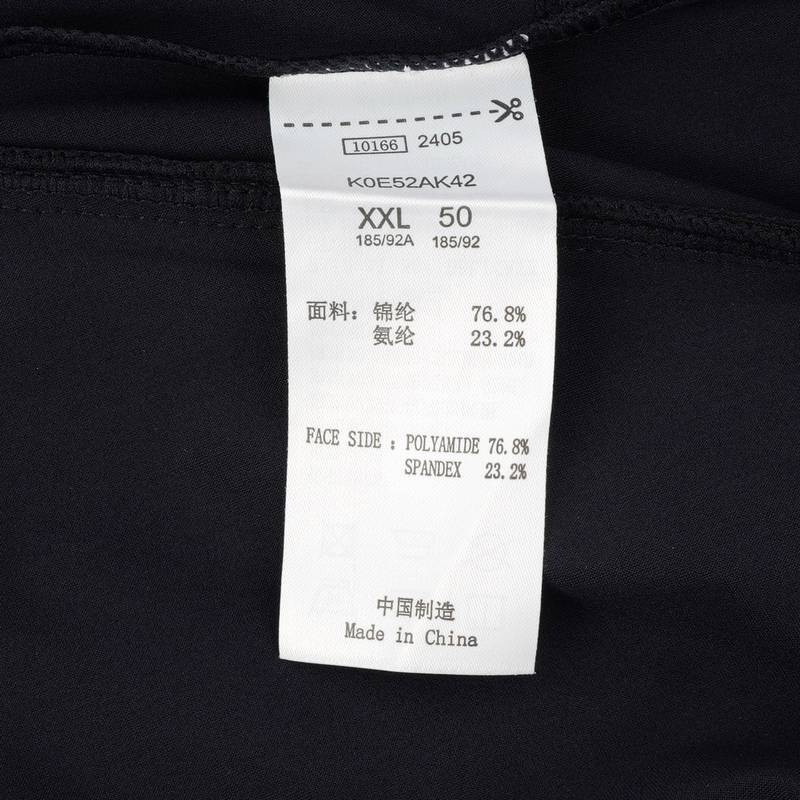 10166 2405
K0E52AK42
XXL 50
185/92A 185/92
面料：锦纶 76.8%
氨纶 23.2%
FACE SIDE : POLYAMIDE 76.8%
SPANDEX 23.2%
中国制造
Made in China